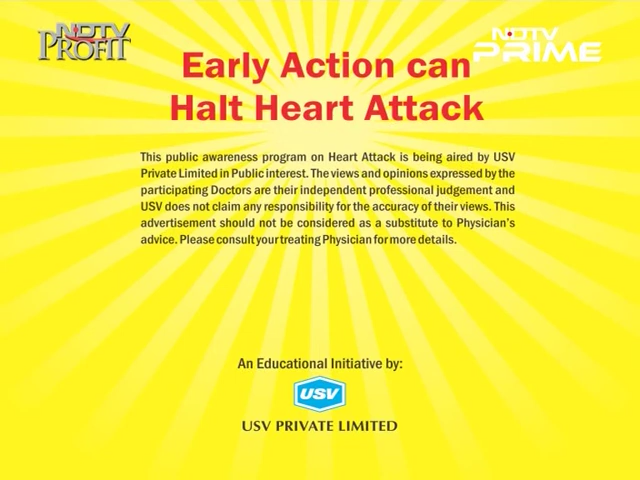 NDTV
PROFIT
NDTV
PRIME
Early Action can
Halt Heart Attack
This public awareness program on Heart Attack is being aired by USV
Private Limited in Public interest. The views and opinions expressed by the
participating Doctors are their independent professional judgement and
USV does not claim any responsibility for the accuracy of their views. This
advertisement should not be considered as a substitute to Physician's
advice. Please consult your treating Physician for more details.
An Educational Initiative by:
USV
USV PRIVATE LIMITED